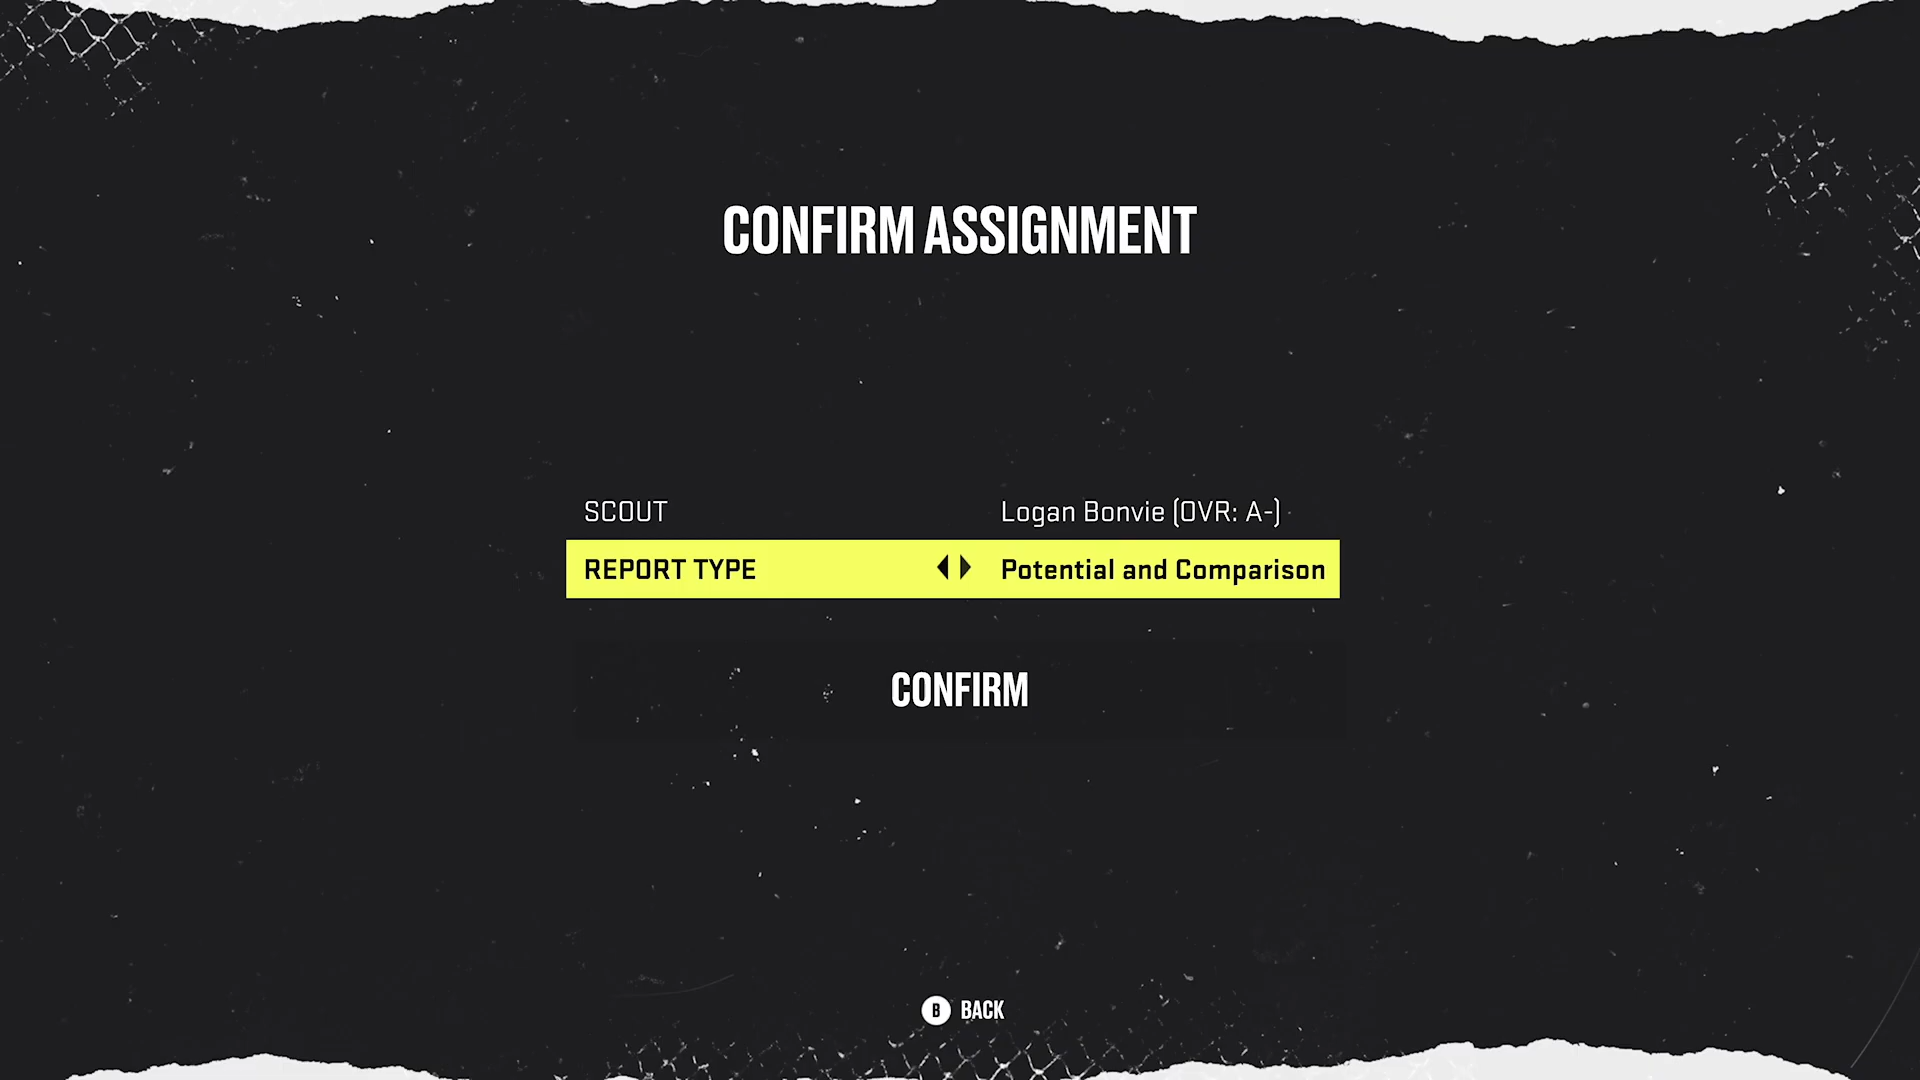 CONFIRM ASSIGNMENT
SCOUT Logan Bonvie (OVR: A-)
REPORT TYPE Potential and Comparison
CONFIRM
B BACK